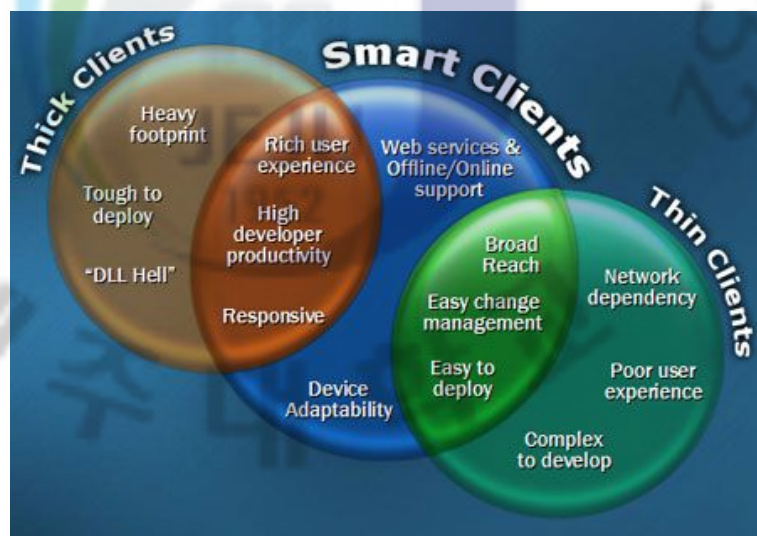 Thick Clients
Smart Clients
Thin Clients
Heavy
footprint
Tough to
deploy
"DLL Hell"
Rich user
experience
High
developer
productivity
Responsive
Web services &
Offline/Online
support
Device
Adaptability
Broad
Reach
Easy change
management
Easy to
deploy
Network
dependency
Poor user
experience
Complex
to develop
JEJU
1952